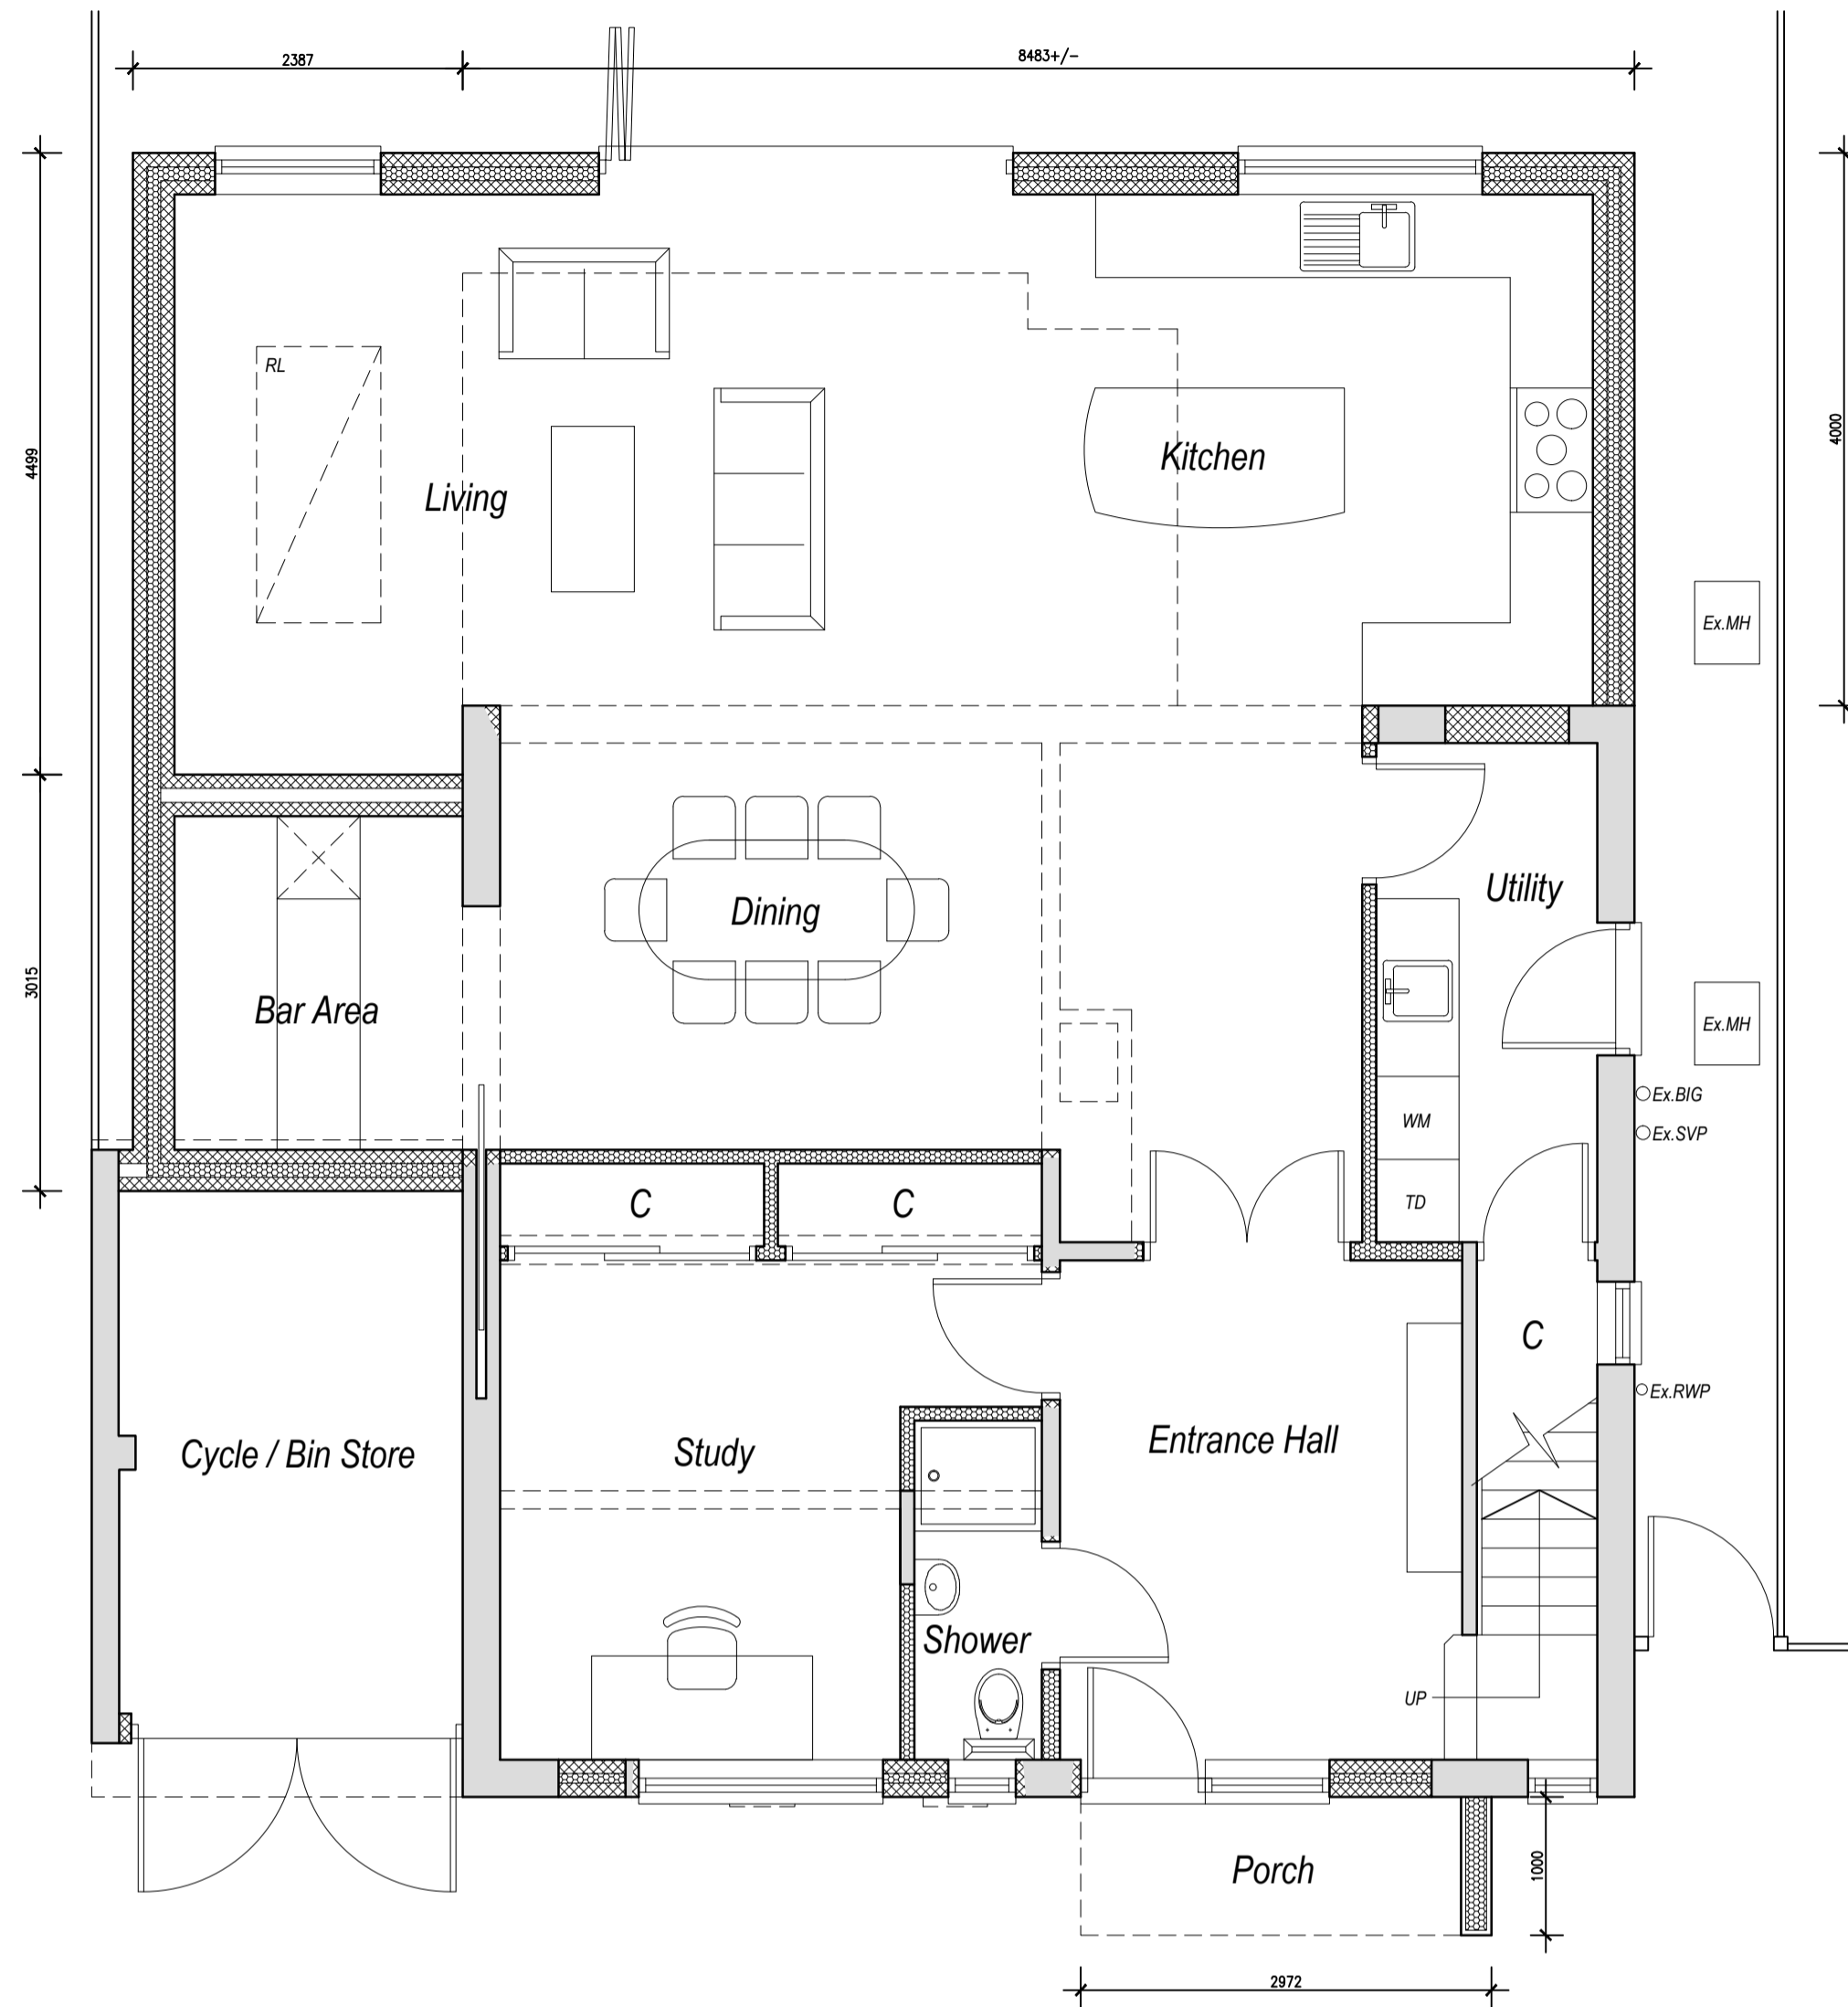 2387
8483+/-
RL
4499
4000
Living
Kitchen
Ex.MH
Utility
Dining
3015
Bar Area
Ex.MH
Ex.BIG
WM
Ex.SVP
C
C
TD
C
Ex.RWP
Cycle / Bin Store
Study
Entrance Hall
Shower
UP
Porch
1000
2972